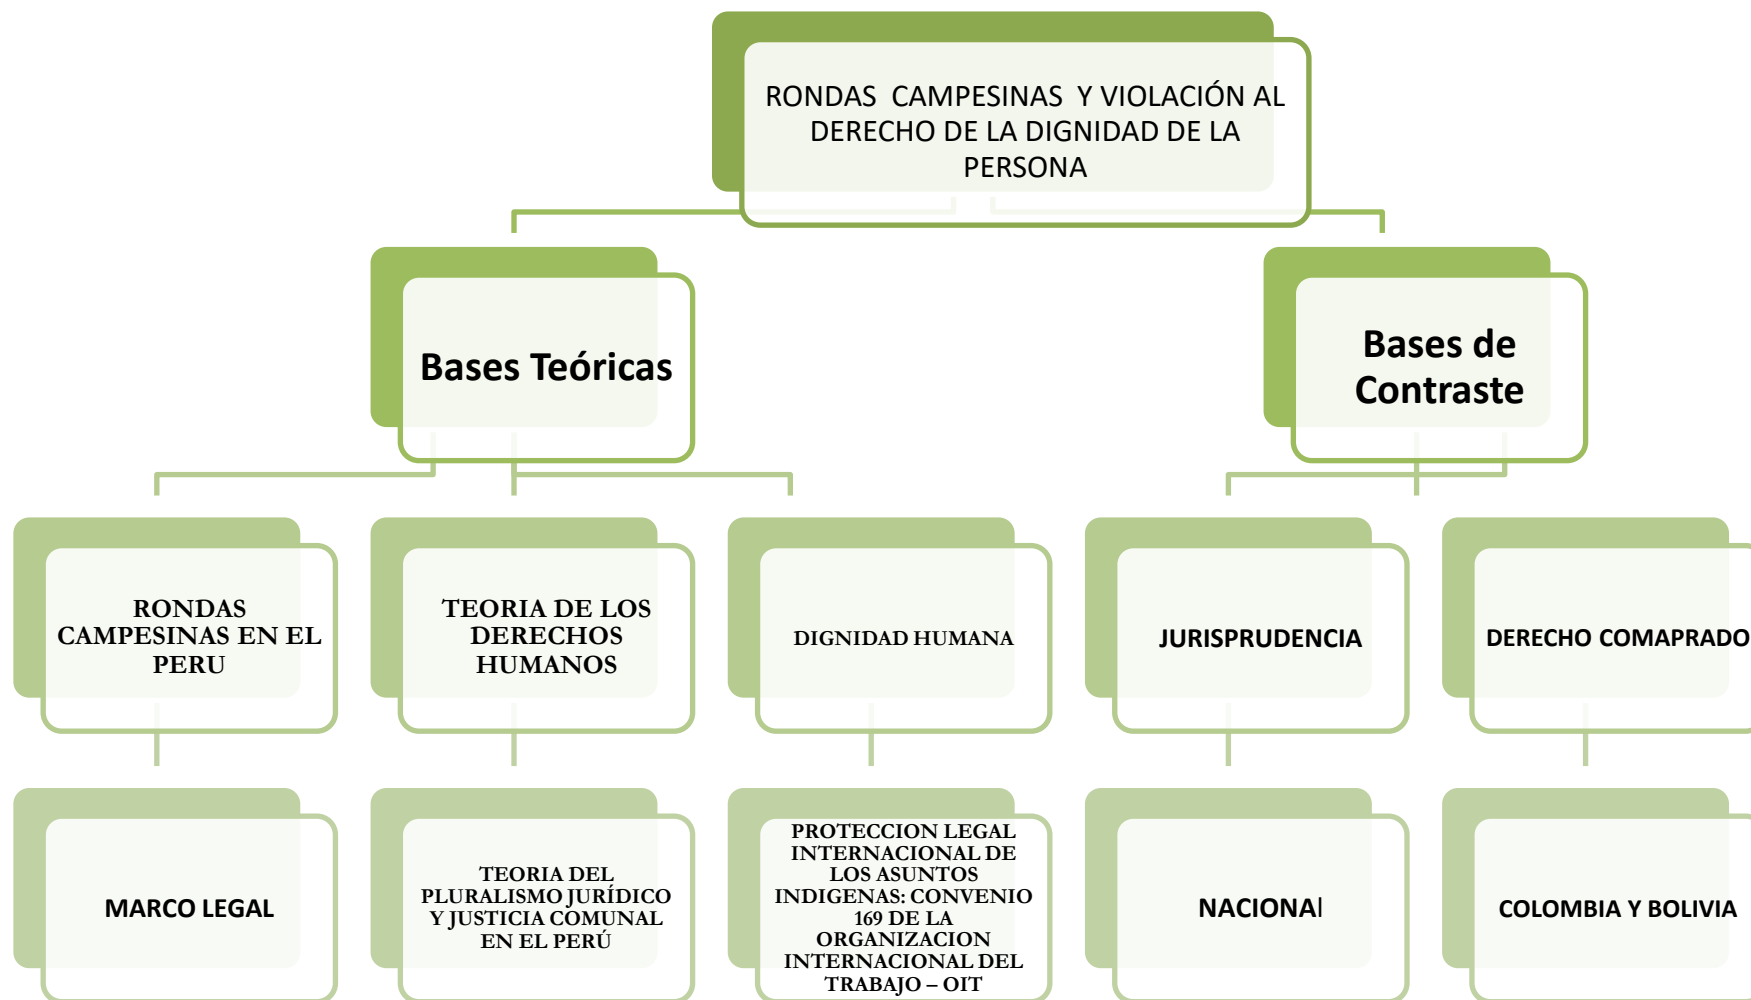 RONDAS CAMPESINAS Y VIOLACIÓN AL
DERECHO DE LA DIGNIDAD DE LA
PERSONA
Bases Teóricas
Bases de
Contraste
RONDAS
CAMPESINAS EN EL
PERU
TEORIA DE LOS
DERECHOS
HUMANOS
DIGNIDAD HUMANA
JURISPRUDENCIA
DERECHO COMAPRADO
MARCO LEGAL
TEORIA DEL
PLURALISMO JURÍDICO
Y JUSTICIA COMUNAL
EN EL PERÚ
PROTECCION LEGAL
INTERNACIONAL DE
LOS ASUNTOS
INDIGENAS: CONVENIO
169 DE LA
ORGANIZACION
INTERNACIONAL DEL
TRABAJO – OIT
NACIONAl
COLOMBIA Y BOLIVIA